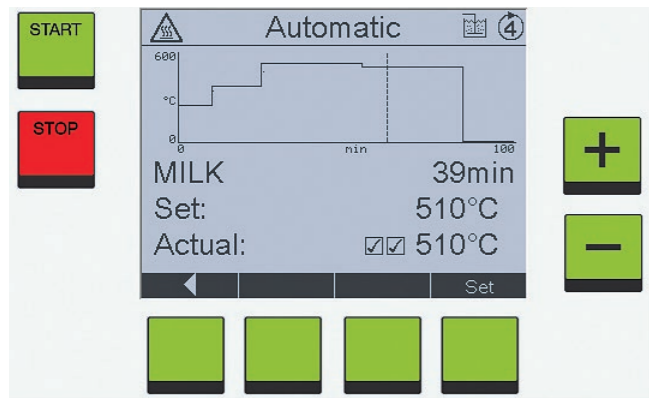 START
STOP
Automatic 4
600
°C
0
0 min 100
MILK 39min
Set: 510°C
Actual: ☑☑ 510°C
Set
+
−